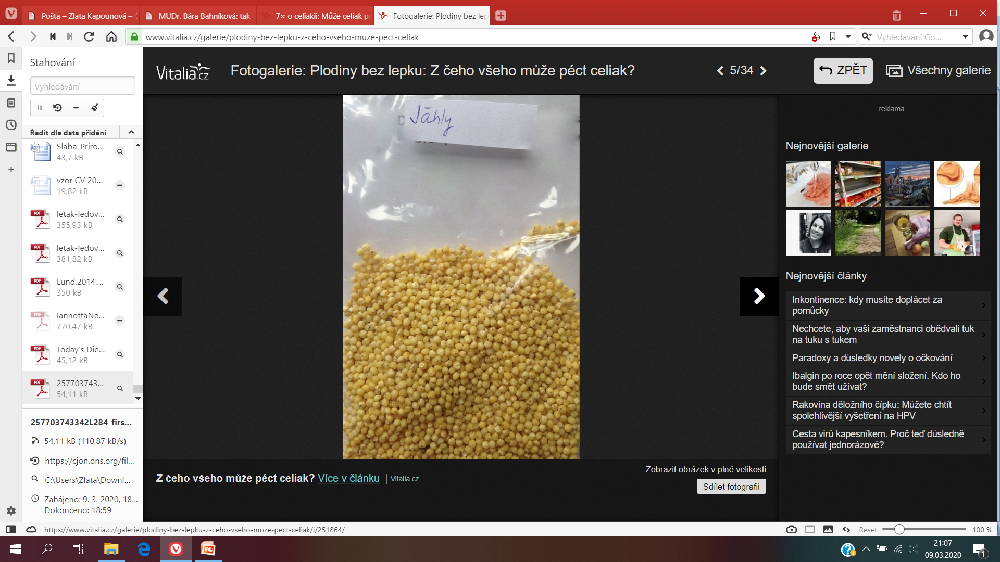 Pošta – Zlata Kapounová –
MUDr. Bára Bahníková: tak
7× o celiakii: Může celiak
Fotogalerie: Plodiny bez
www.vitalia.cz/galerie/plodiny-bez-lepku-z-ceho-vseho-muze-pect-celiak
Vyhledávání Go...
Stahování
Vyhledávání
Řadit dle data přidání
Slaba-Priro...
43,7 kB
vzor CV 20...
19,82 kB
letak-ledov...
355,93 kB
letak-ledov...
381,82 kB
Lund.2014....
350 kB
IannottaNe...
770,47 kB
Today's Die...
45,12 kB
257703743...
54,11 kB
257703743342L284_firs...
54,11 kB (110,87 kB/s)
https://cjon.ons.org/fil...
C:\Users\Zlata\Downl...
Zahájeno: 9. 3. 2020, 18...
Dokončeno: 18:59
Vitalia.cz
Fotogalerie: Plodiny bez lepku: Z čeho všeho může péct celiak?
5/34
ZPĚT
Všechny galerie
Jáhly
Z čeho všeho může péct celiak? Více v článku Vitalia.cz
Zobrazit obrázek v plné velikosti
Sdílet fotografii
reklama
Nejnovější galerie
Nejnovější články
Inkontinence: kdy musíte doplácet za
pomůcky
Nechcete, aby vaši zaměstnanci obědvali tuk
na tuku s tukem
Paradoxy a důsledky novely o očkování
Ibalgin po roce opět mění složení. Kdo ho
bude smět užívat?
Rakovina děložního čípku: Můžete chtít
spolehlivější vyšetření na HPV
Cesta virů kapesníkem. Proč teď důsledně
používat jednorázové?
https://www.vitalia.cz/galerie/plodiny-bez-lepku-z-ceho-vseho-muze-pect-celiak/i/251864/
Reset
100 %
21:07
09.03.2020
1